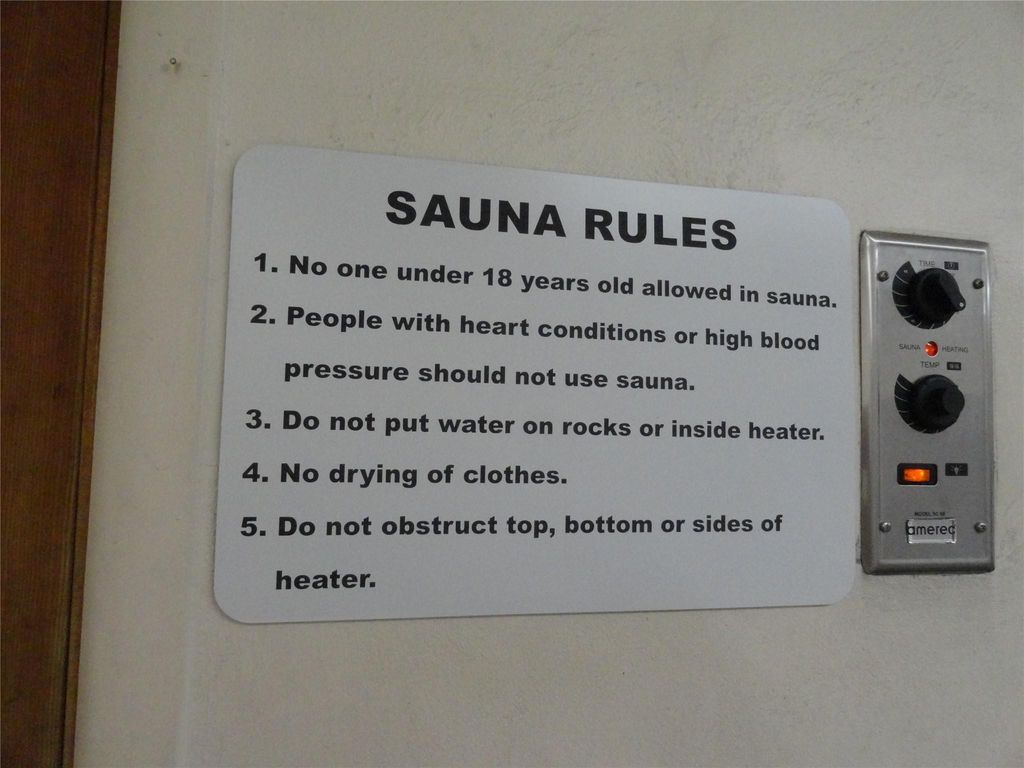 SAUNA RULES
1. No one under 18 years old allowed in sauna.
2. People with heart conditions or high blood
pressure should not use sauna.
3. Do not put water on rocks or inside heater.
4. No drying of clothes.
5. Do not obstruct top, bottom or sides of
heater.
TIME
SAUNA HEATING
TEMP
amerec